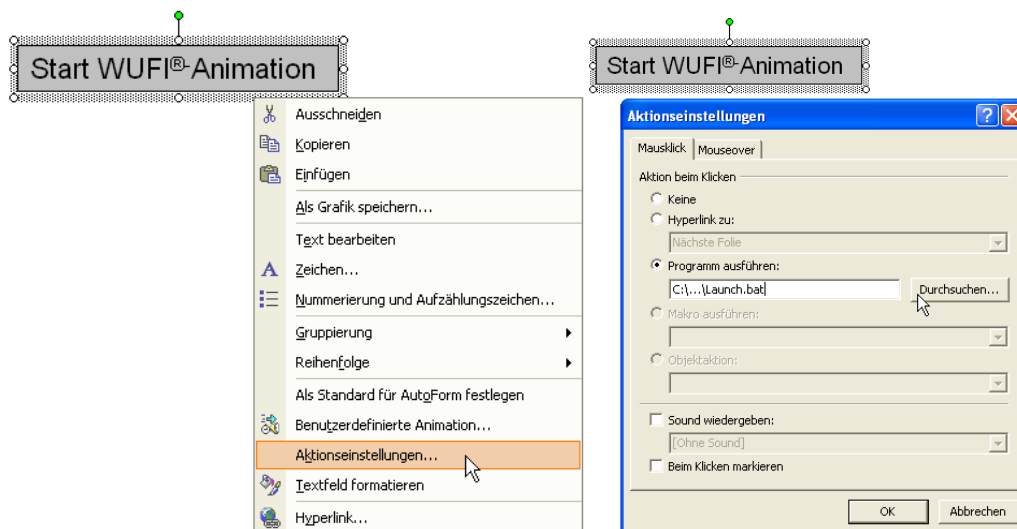 Start WUFI®-Animation
Ausschneiden
Kopieren
Einfügen
Als Grafik speichern...
Text bearbeiten
Zeichen...
Nummerierung und Aufzählungszeichen...
Gruppierung
Reihenfolge
Als Standard für AutoForm festlegen
Benutzerdefinierte Animation...
Aktionseinstellungen...
Textfeld formatieren
Hyperlink...
Start WUFI®-Animation
Aktionseinstellungen
Mausklick
Mouseover
Aktion beim Klicken
Keine
Hyperlink zu:
Nächste Folie
Programm ausführen:
C:\...\Launch.bat
Durchsuchen...
Makro ausführen:
Objektaktion:
Sound wiedergeben:
[Ohne Sound]
Beim Klicken markieren
OK
Abbrechen